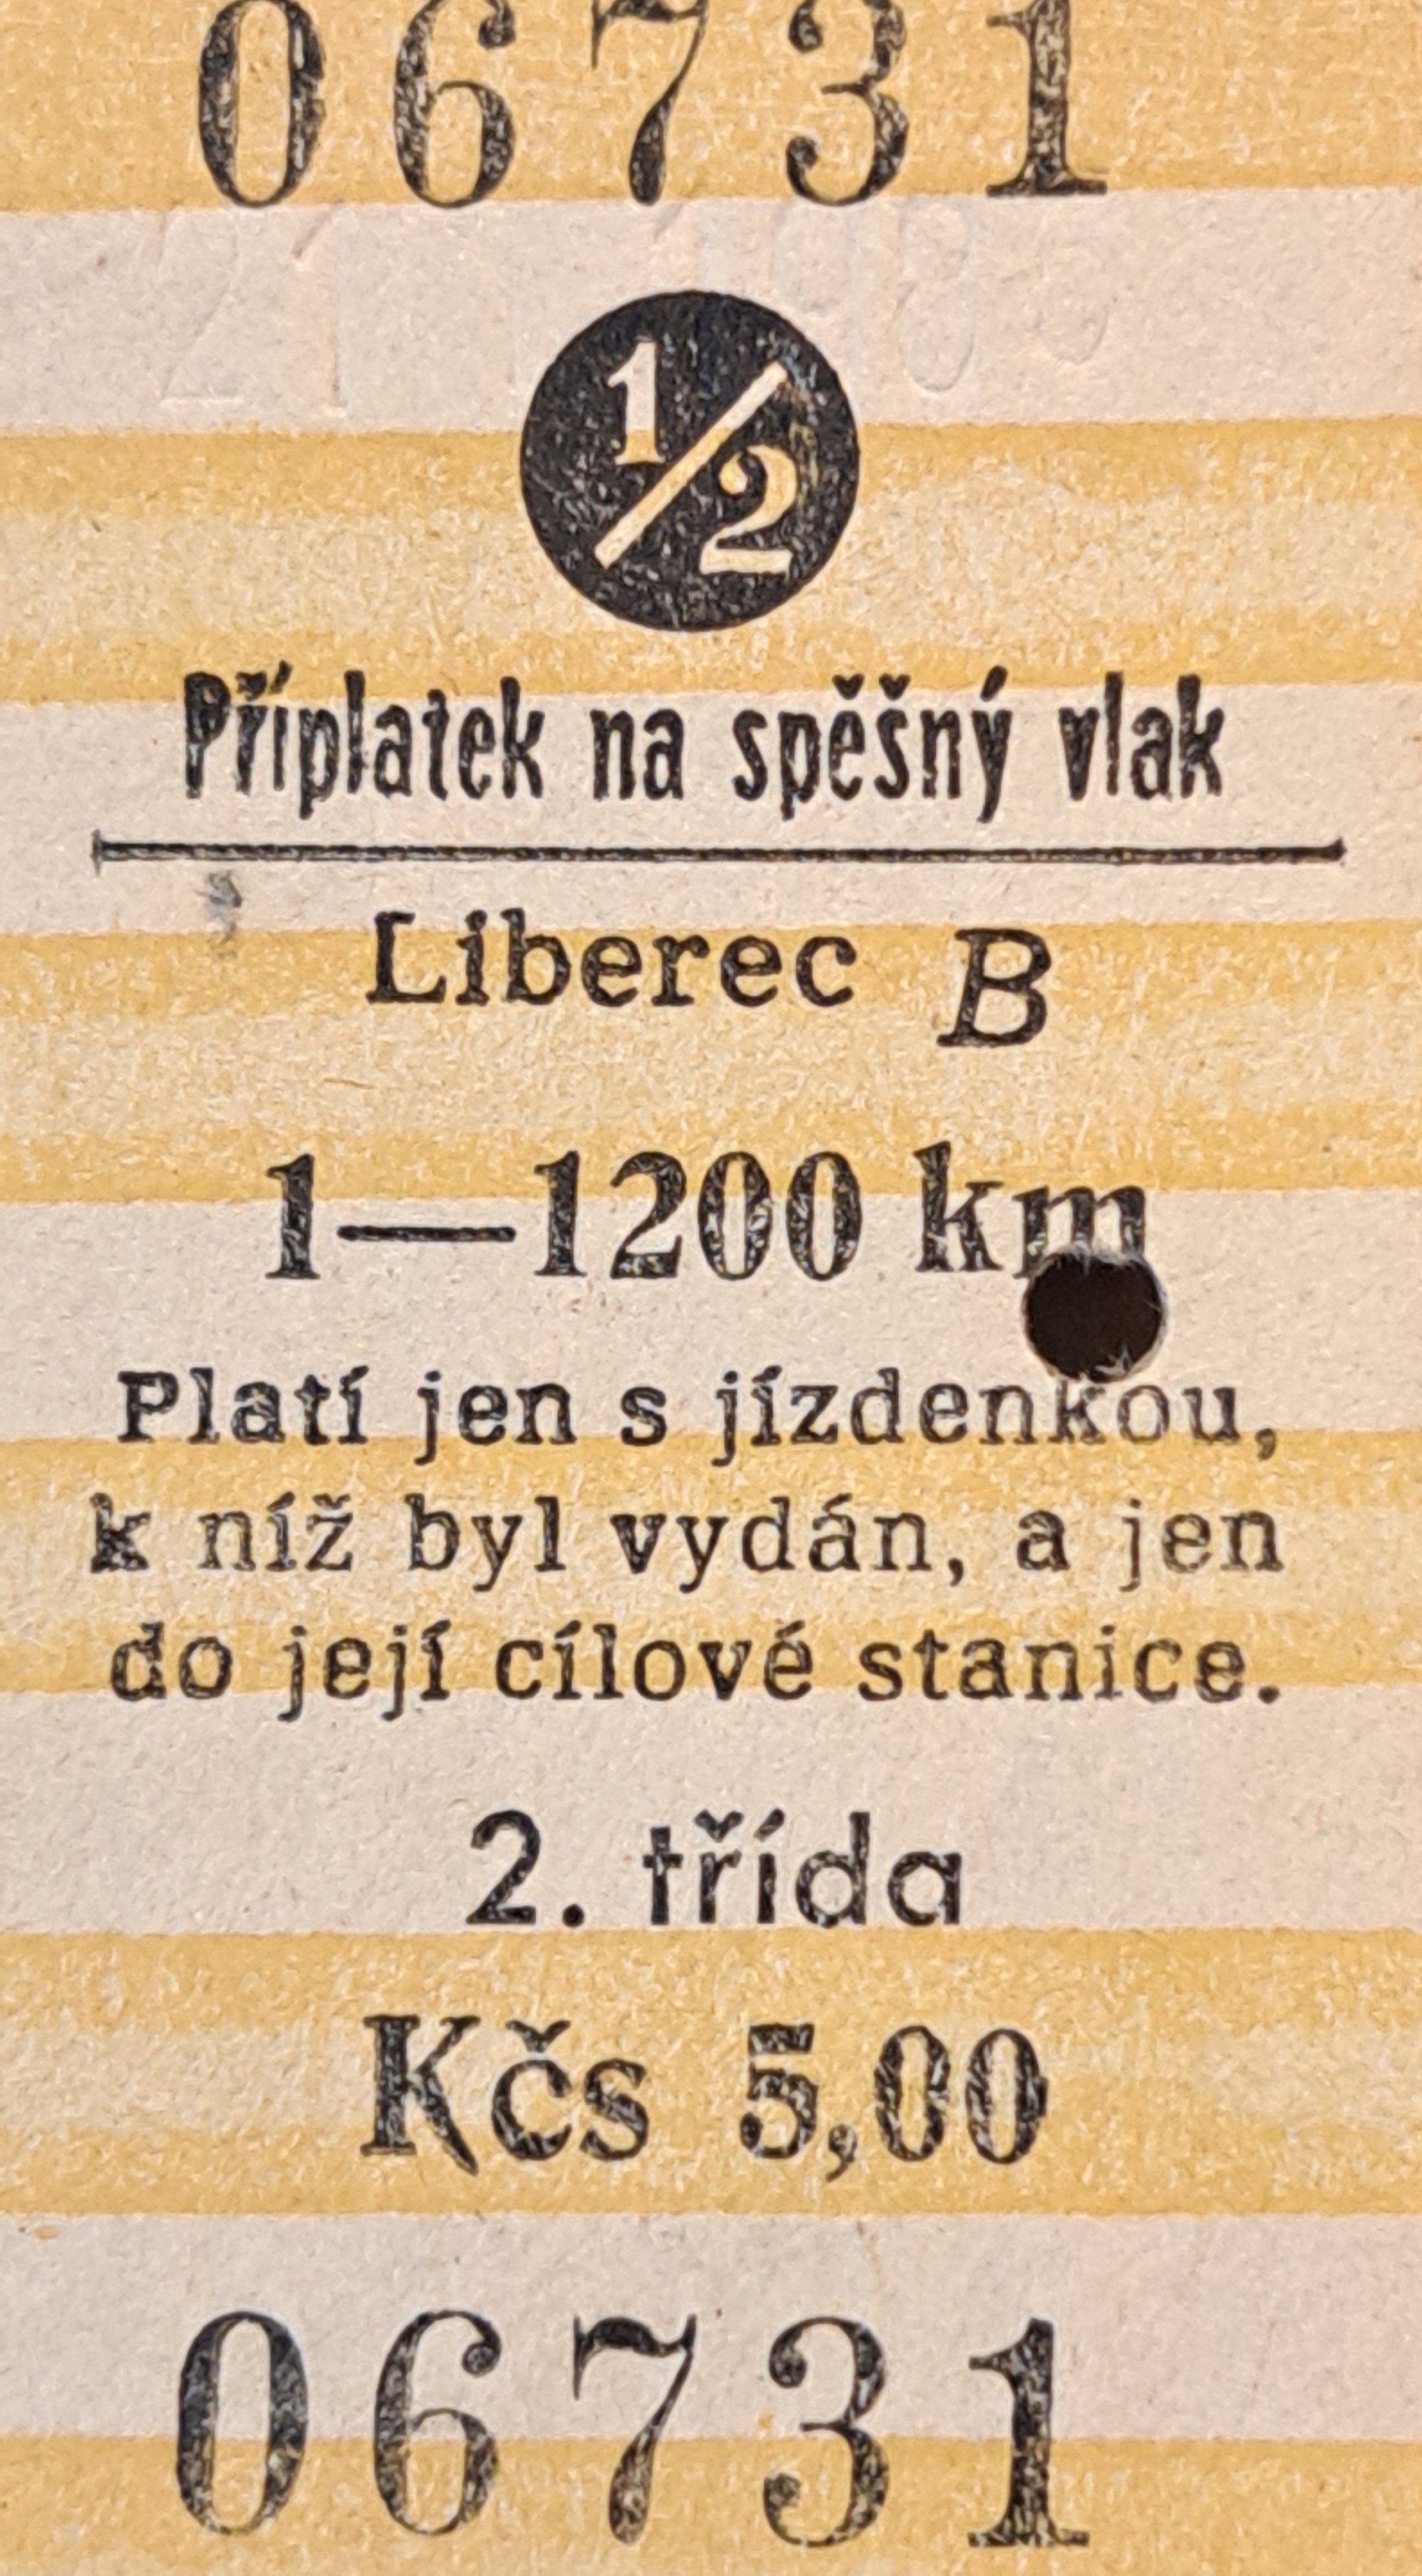 06731
1/2
Příplatek na spěšný vlak
Liberec B
1—1200 km
Platí jen s jízdenkou,
k níž byl vydán, a jen
do její cílové stanice.
2. třída
Kčs 5,00
06731